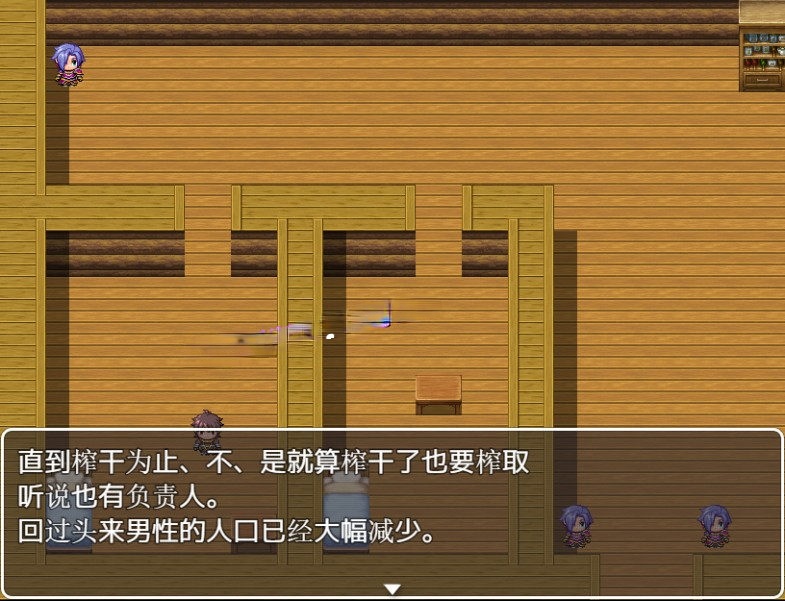 直到榨干为止、不、是就算榨干了也要榨取
听说也有负责人。
回过头来男性的人口已经大幅减少。